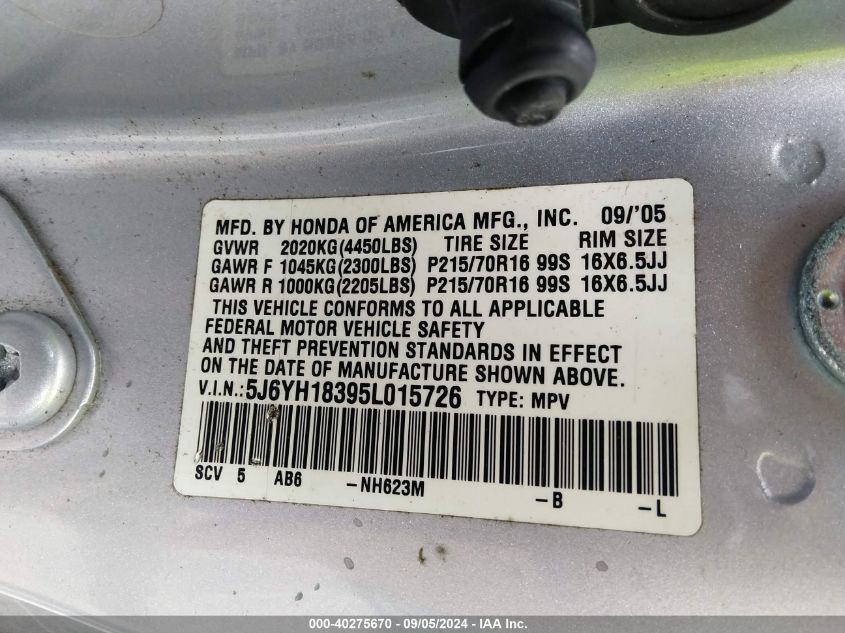 MFD. BY HONDA OF AMERICA MFG., INC. 09/'05
GVWR 2020KG(4450LBS) TIRE SIZE RIM SIZE
GAWR F 1045KG(2300LBS) P215/70R16 99S 16X6.5JJ
GAWR R 1000KG(2205LBS) P215/70R16 99S 16X6.5JJ
THIS VEHICLE CONFORMS TO ALL APPLICABLE
FEDERAL MOTOR VEHICLE SAFETY
AND THEFT PREVENTION STANDARDS IN EFFECT
ON THE DATE OF MANUFACTURE SHOWN ABOVE.
V.I.N.:5J6YH18395L015726 TYPE: MPV
SCV 5 AB6 -NH623M -B -L
000-40275670 - 09/05/2024 - IAA Inc.